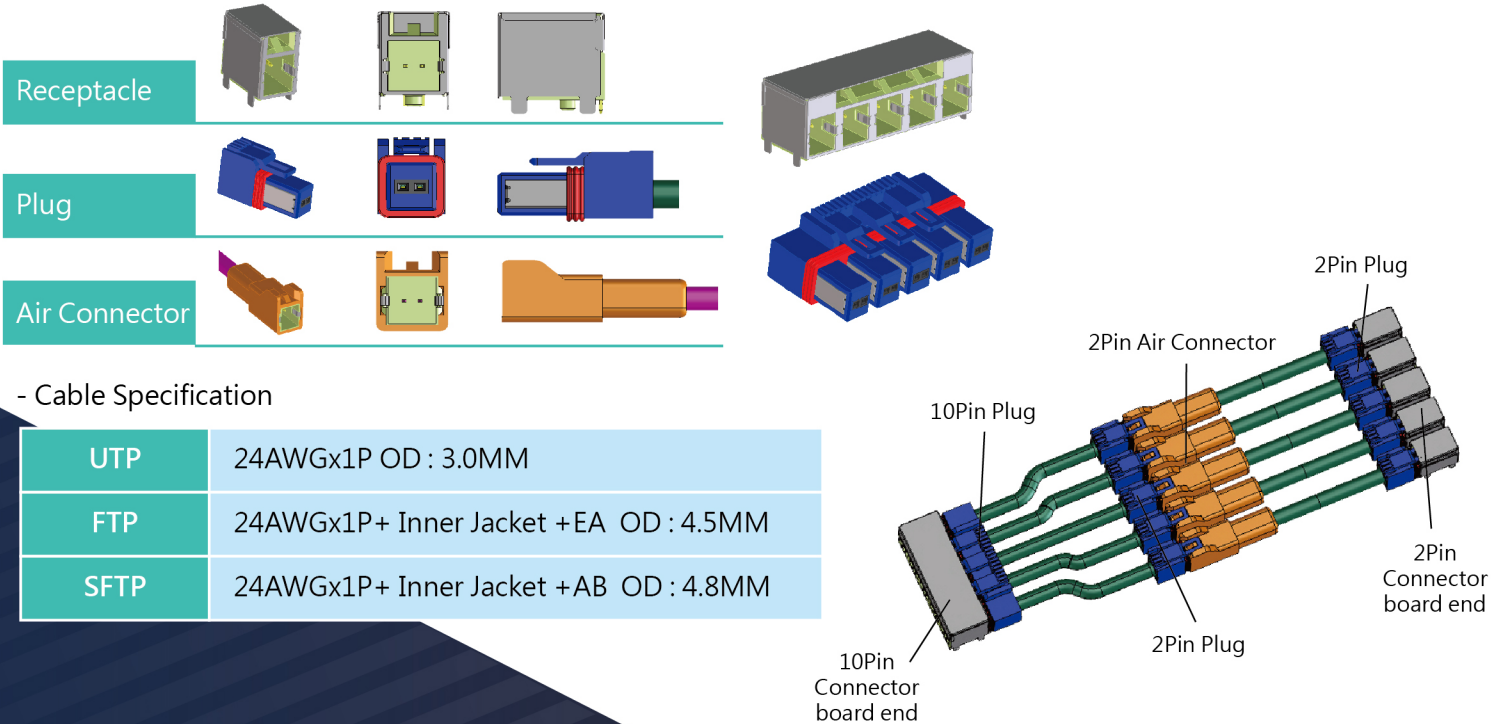 Receptacle
Plug
Air Connector
- Cable Specification
UTP 24AWGx1P OD : 3.0MM
FTP 24AWGx1P+ Inner Jacket +EA OD : 4.5MM
SFTP 24AWGx1P+ Inner Jacket +AB OD : 4.8MM
2Pin Plug
2Pin Air Connector
10Pin Plug
2Pin
Connector
board end
2Pin Plug
10Pin
Connector
board end